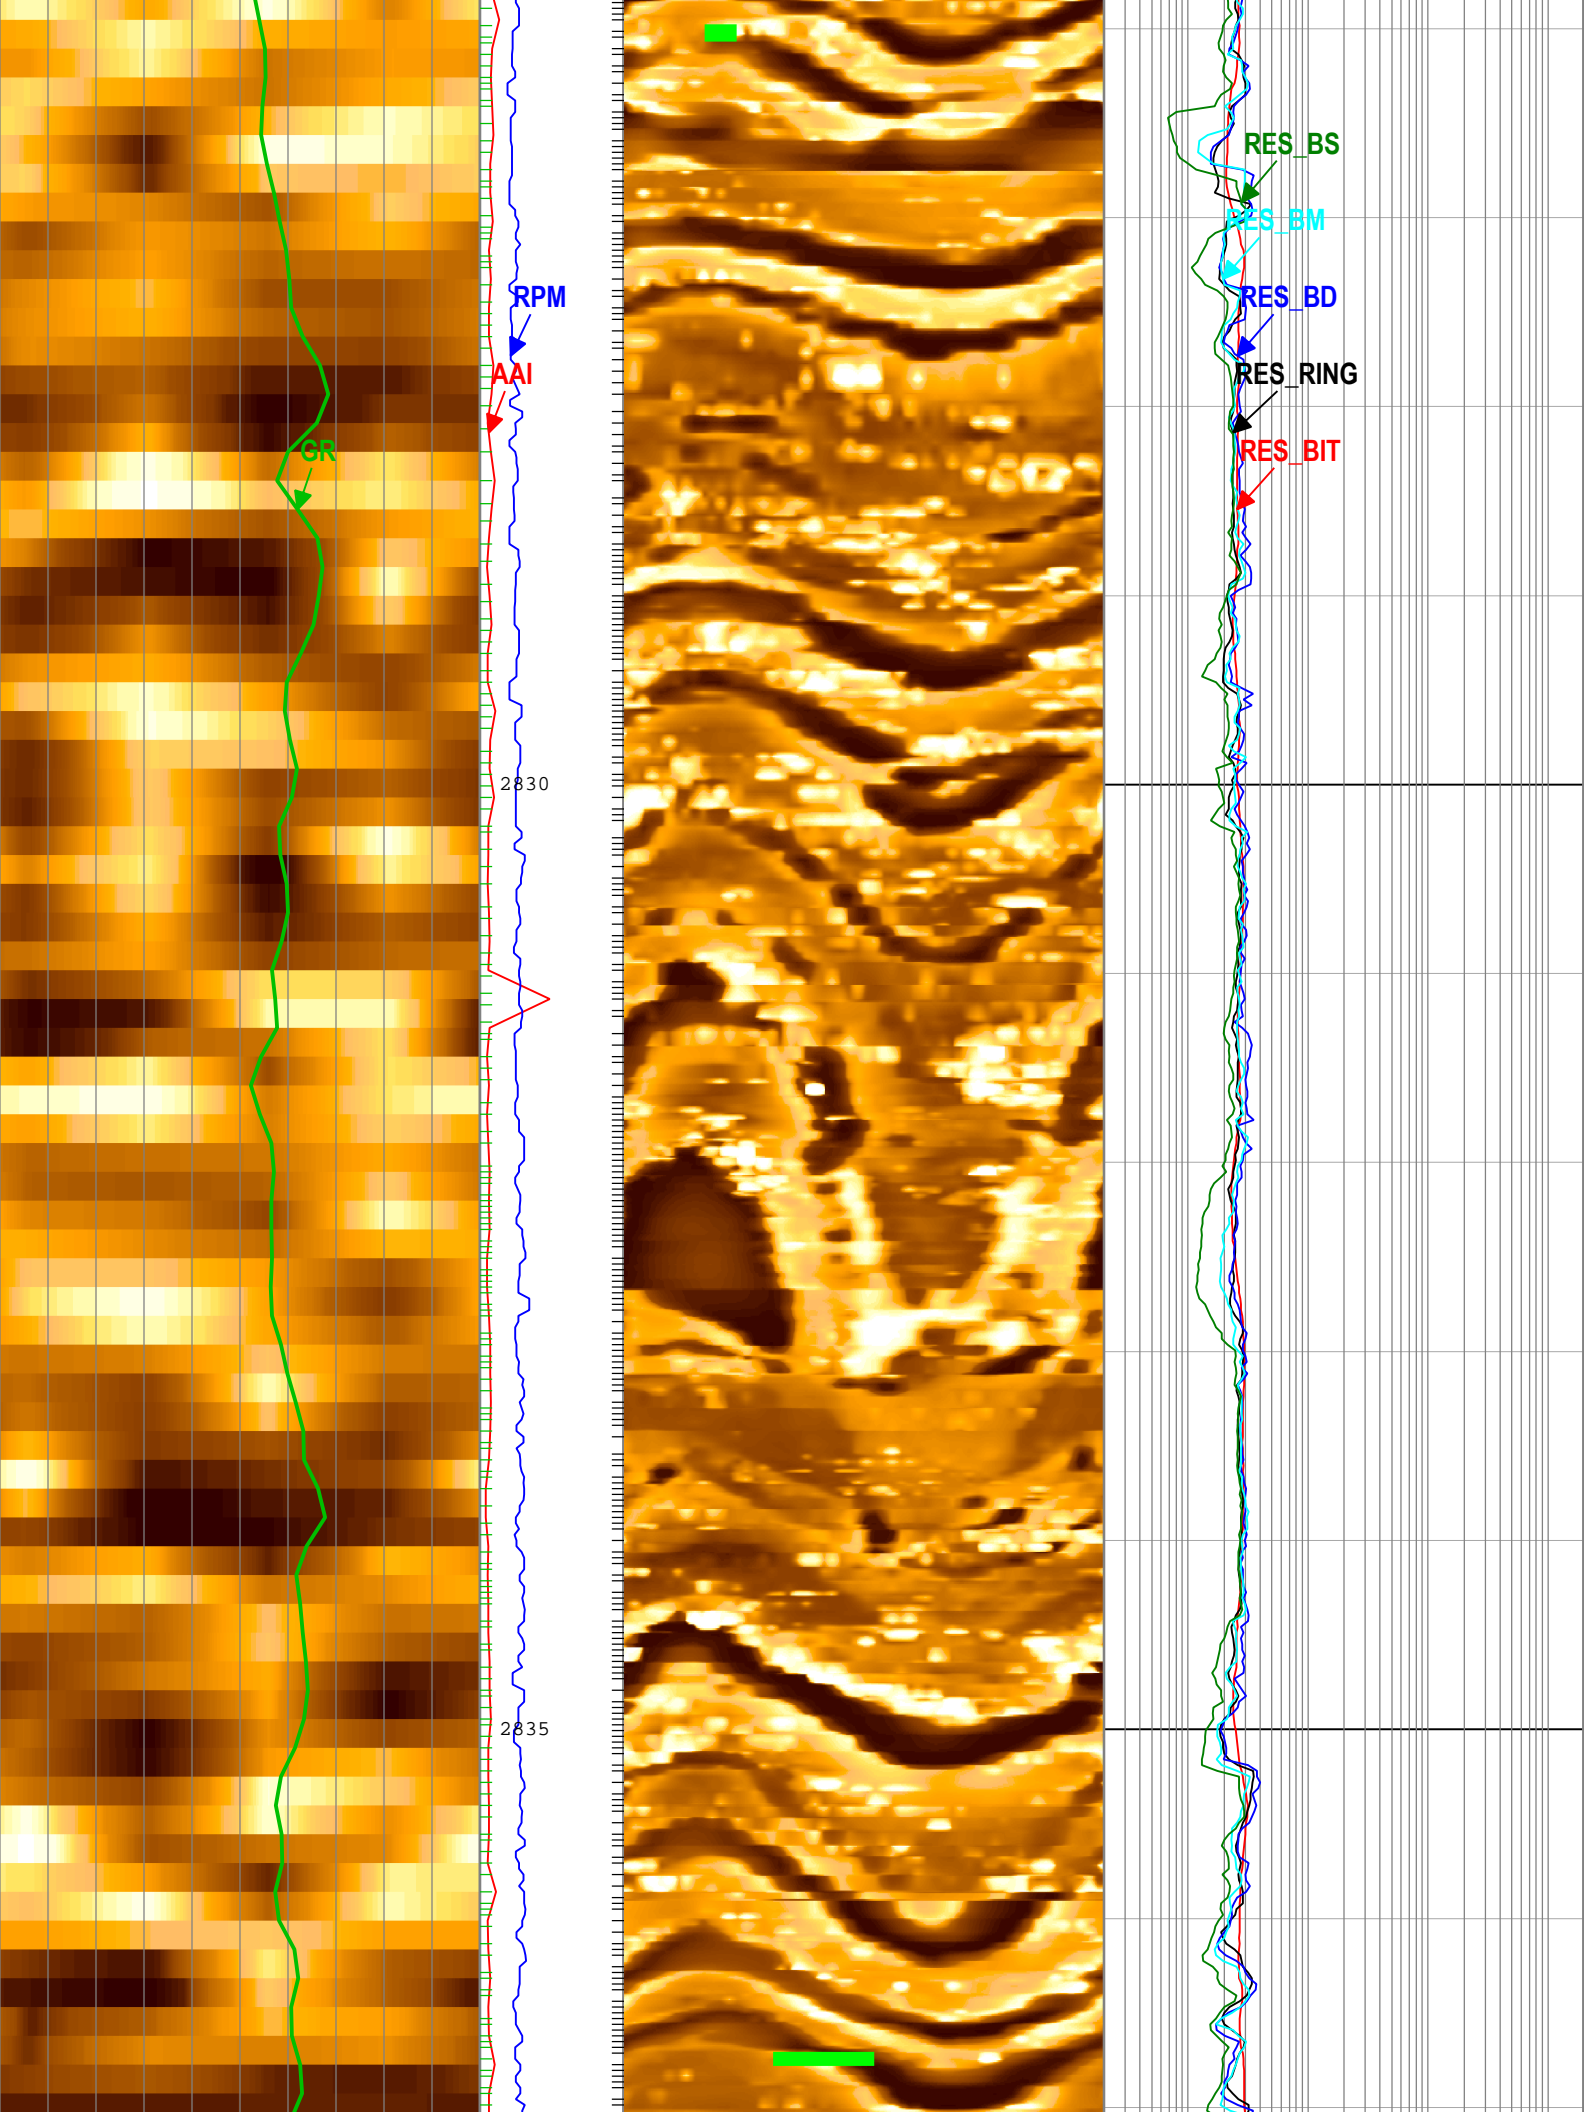 RES_BS
RES_BM
RPM
RES_BD
AAI
RES_RING
GR
RES_BIT
2830
2835